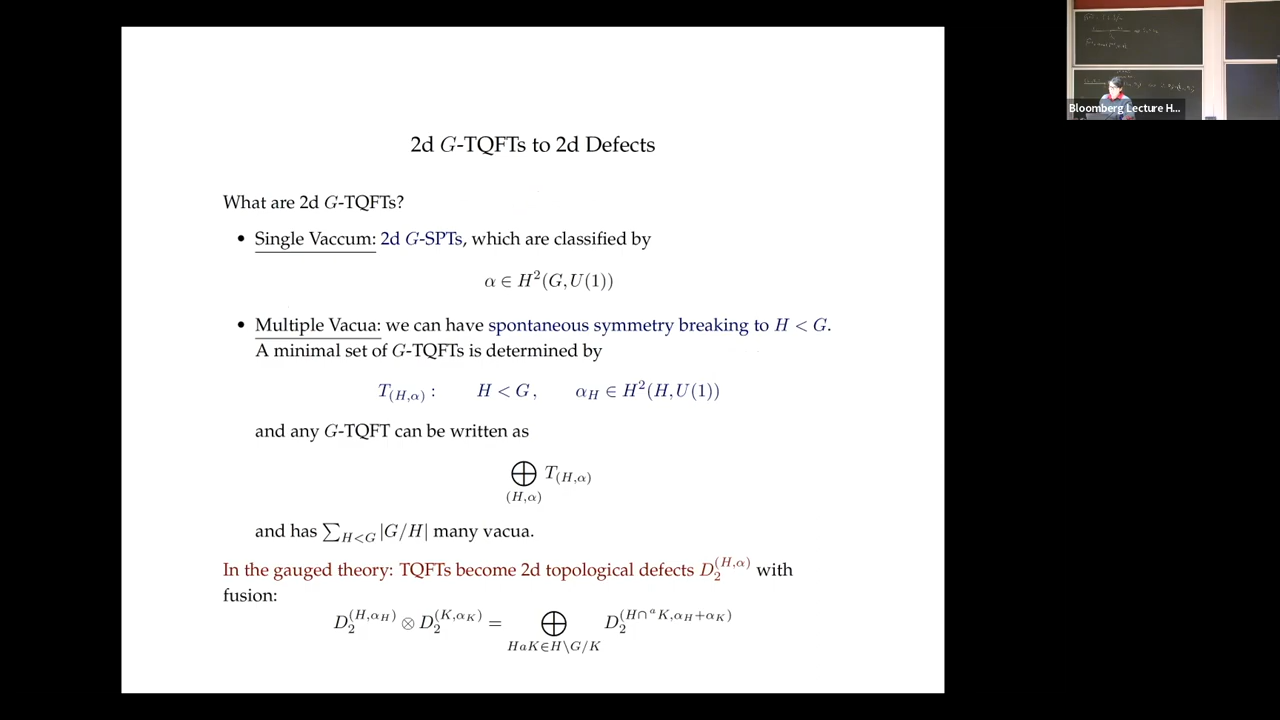 2d G-TQFTs to 2d Defects
What are 2d G-TQFTs?
• Single Vaccum: 2d G-SPTs, which are classified by
α ∈ H²(G, U(1))
• Multiple Vacua: we can have spontaneous symmetry breaking to H < G.
A minimal set of G-TQFTs is determined by
T_{(H,α)} : H < G , α_H ∈ H²(H, U(1))
and any G-TQFT can be written as
⊕_{(H,α)} T_{(H,α)}
and has ∑_{H<G} |G/H| many vacua.
In the gauged theory: TQFTs become 2d topological defects D_2^{(H,α)} with
fusion:
D_2^{(H,α_H)} ⊗ D_2^{(K,α_K)} = ⊕_{HaK∈H\G/K} D_2^{(H∩^aK,α_H+α_K)}
Bloomberg Lecture H...